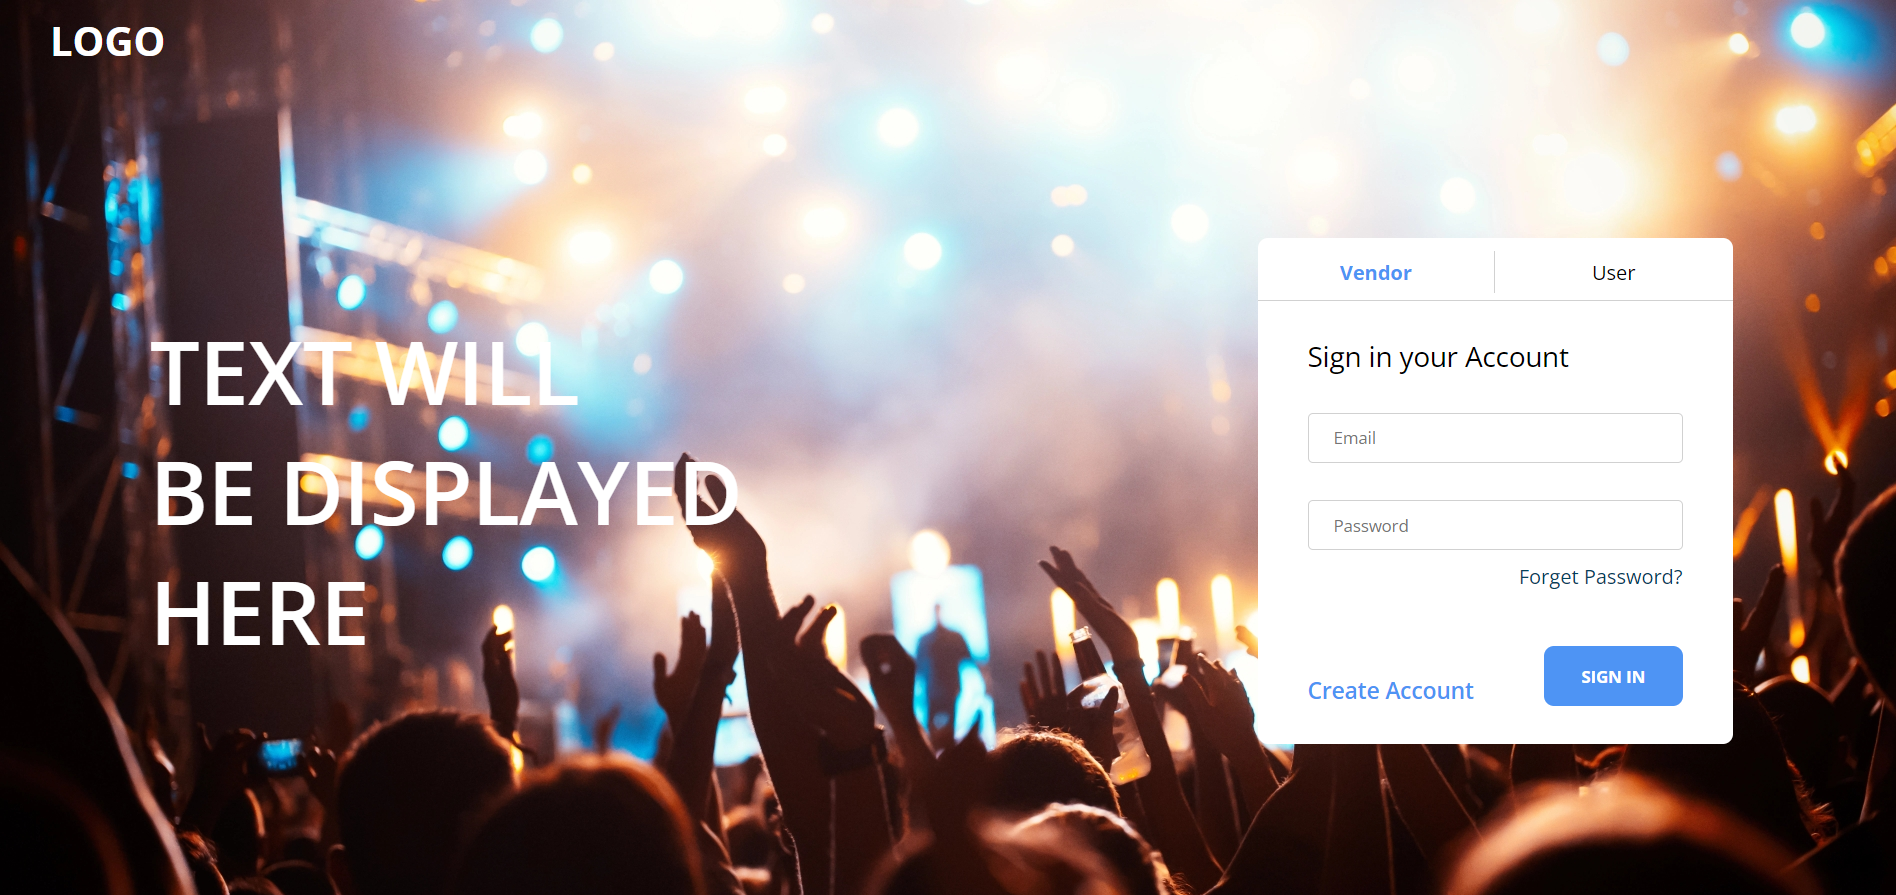 LOGO
TEXT WILL
BE DISPLAYED
HERE
Vendor
User
Sign in your Account
Email
Password
Forget Password?
Create Account
SIGN IN